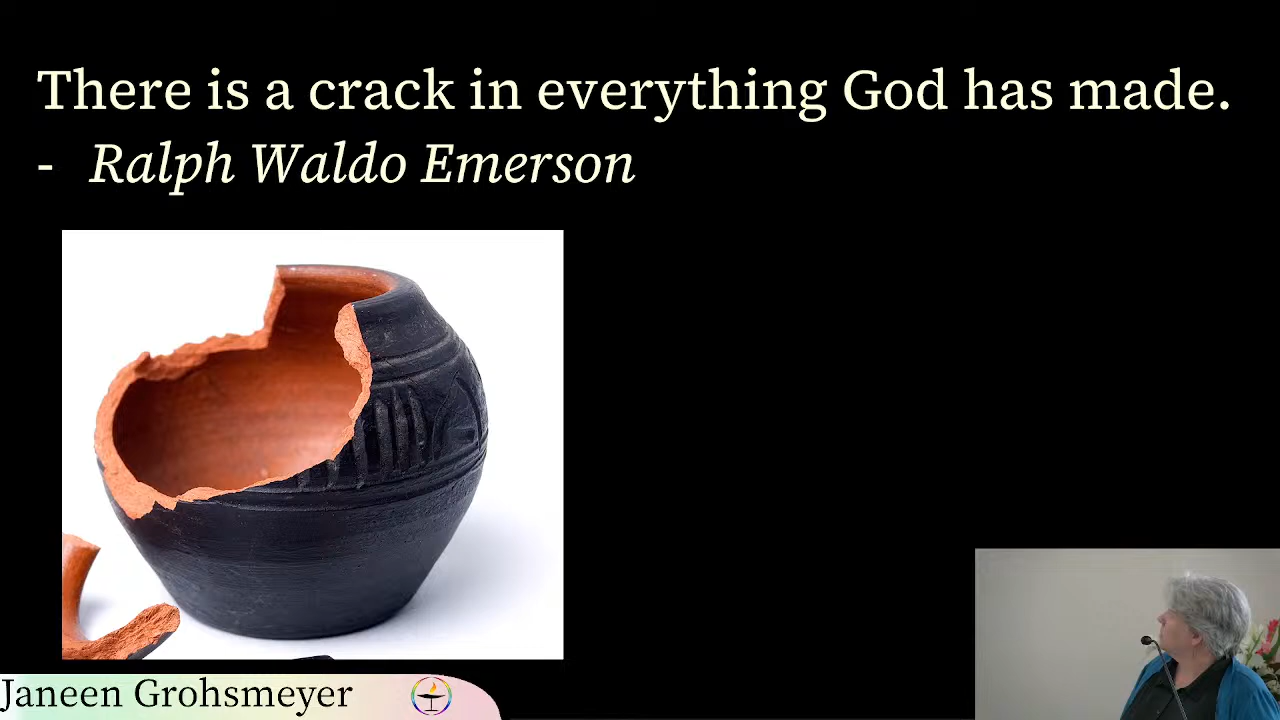 There is a crack in everything God has made.
- Ralph Waldo Emerson
Janeen Grohsmeyer